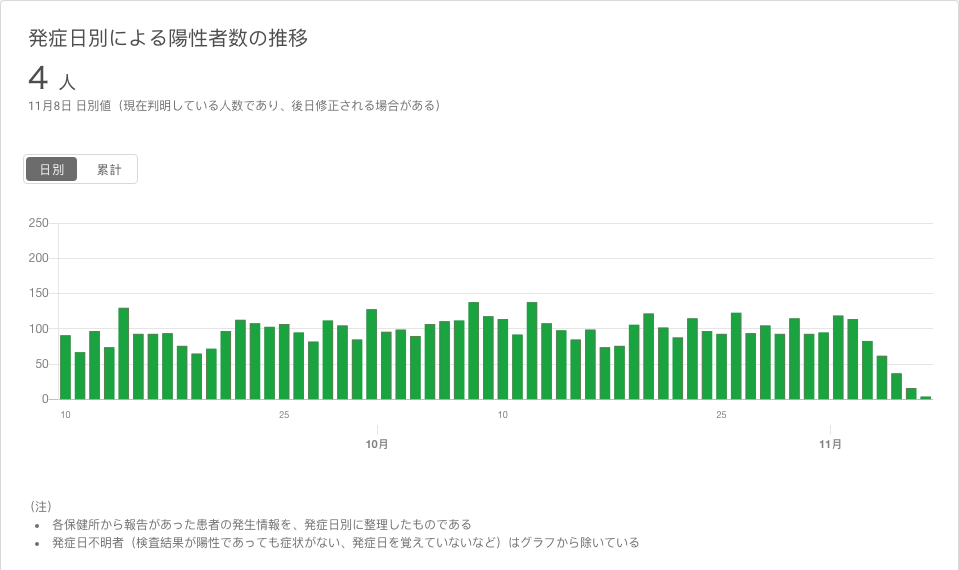 発症日別による陽性者数の推移
4 人
11月8日 日別値（現在判明している人数であり、後日修正される場合がある）
日別 累計
250
200
150
100
50
0
10 25 10 25
10月 11月
（注）
• 各保健所から報告があった患者の発生情報を、発症日別に整理したものである
• 発症日不明者（検査結果が陽性であっても症状がない、発症日を覚えていないなど）はグラフから除いている